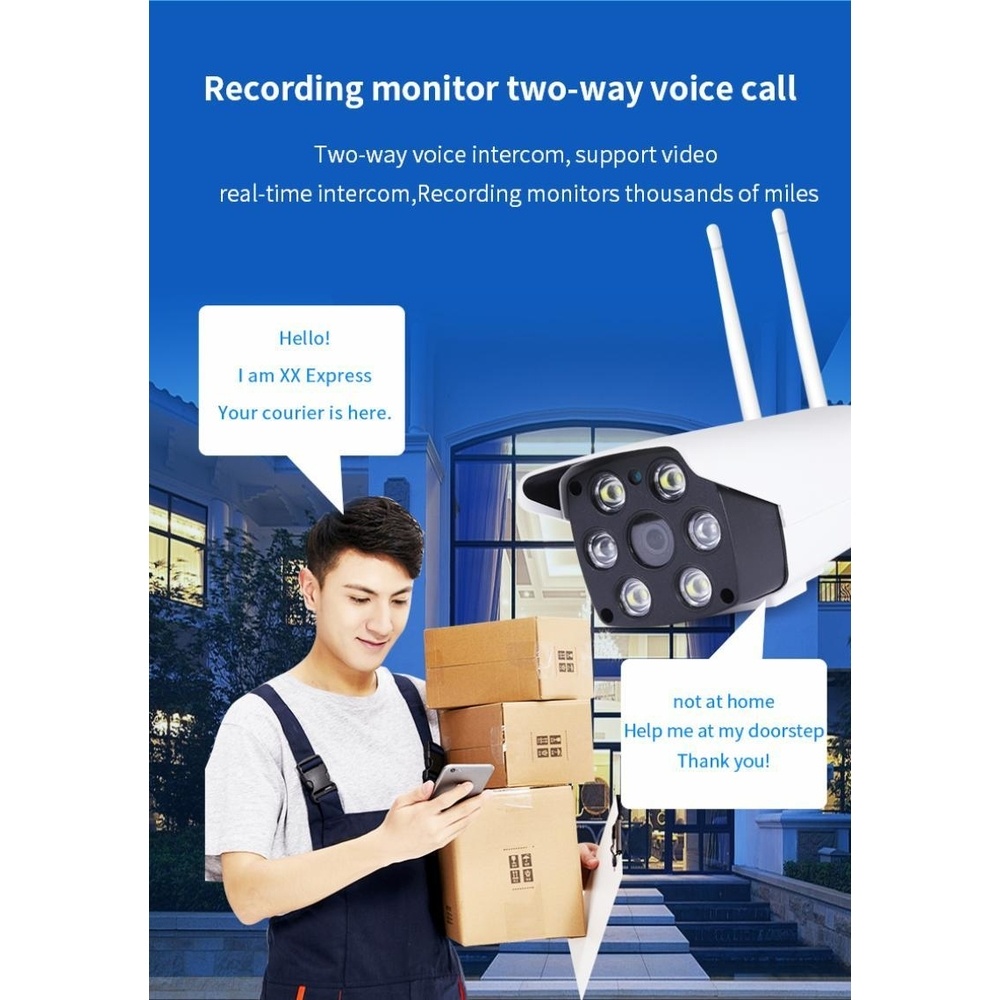 Recording monitor two-way voice call
Two-way voice intercom, support video
real-time intercom,Recording monitors thousands of miles
Hello!
I am XX Express
Your courier is here.
not at home
Help me at my doorstep
Thank you!